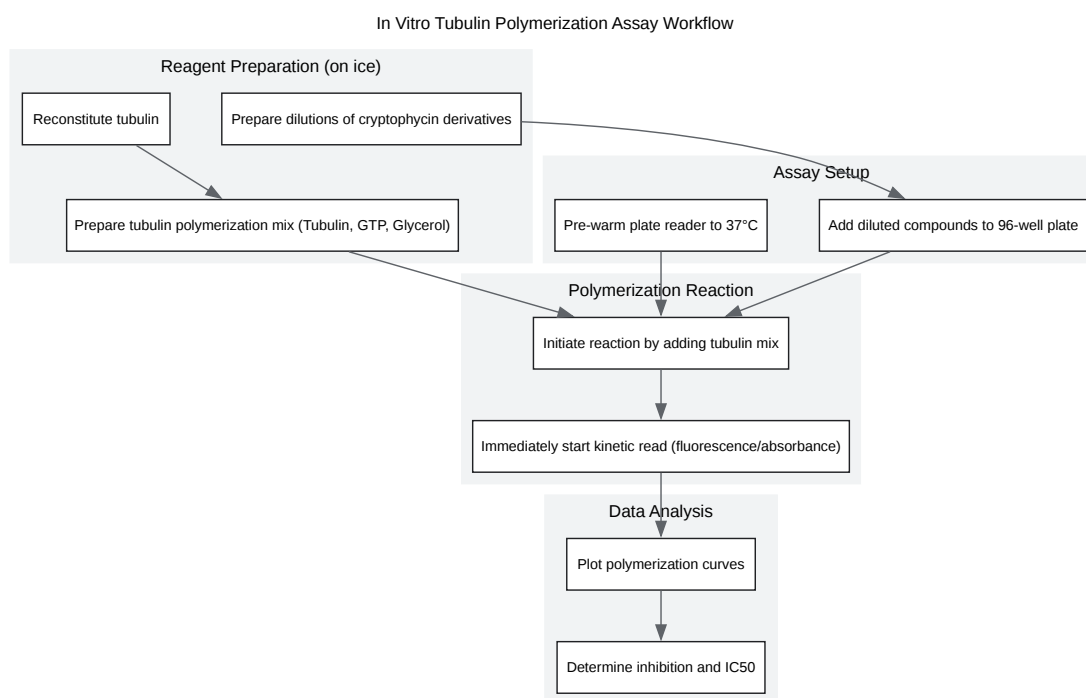 In Vitro Tubulin Polymerization Assay Workflow
Reagent Preparation (on ice)
Reconstitute tubulin
Prepare dilutions of cryptophycin derivatives
Prepare tubulin polymerization mix (Tubulin, GTP, Glycerol)
Assay Setup
Pre-warm plate reader to 37°C
Add diluted compounds to 96-well plate
Polymerization Reaction
Initiate reaction by adding tubulin mix
Immediately start kinetic read (fluorescence/absorbance)
Data Analysis
Plot polymerization curves
Determine inhibition and IC50